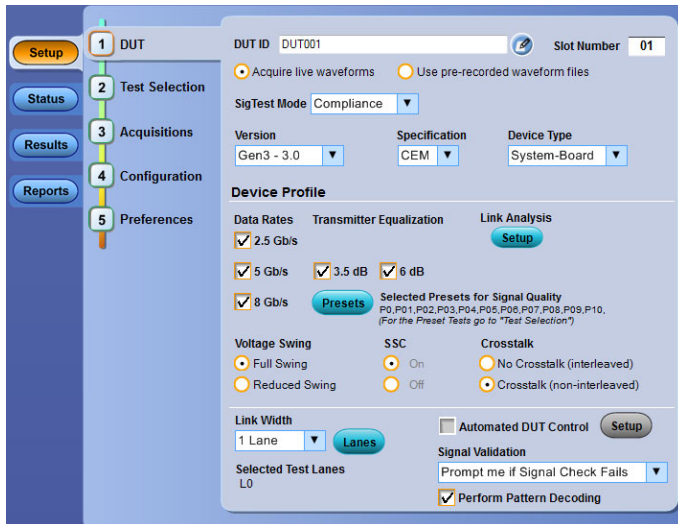 Setup
Status
Results
Reports
1 DUT
2 Test Selection
3 Acquisitions
4 Configuration
5 Preferences
DUT ID DUT001 Slot Number 01
Acquire live waveforms Use pre-recorded waveform files
SigTest Mode Compliance
Version Specification Device Type
Gen3 - 3.0 CEM System-Board
Device Profile
Data Rates Transmitter Equalization Link Analysis
2.5 Gb/s Setup
5 Gb/s 3.5 dB 6 dB
8 Gb/s Presets Selected Presets for Signal Quality
P0,P01,P02,P03,P04,P05,P06,P07,P08,P09,P10,
(For the Preset Tests go to "Test Selection")
Voltage Swing SSC Crosstalk
Full Swing On No Crosstalk (interleaved)
Reduced Swing Off Crosstalk (non-interleaved)
Link Width
1 Lane Lanes
Selected Test Lanes
L0
Automated DUT Control Setup
Signal Validation
Prompt me if Signal Check Fails
Perform Pattern Decoding